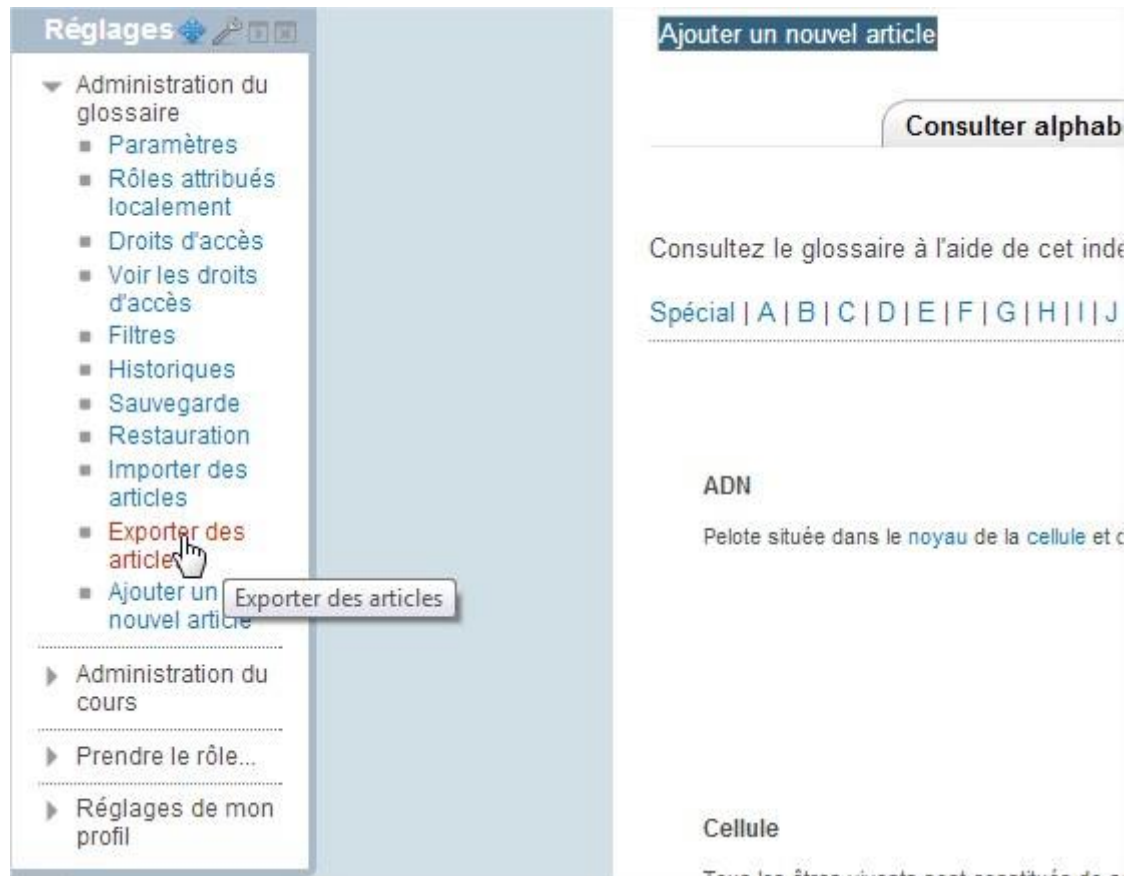 Réglages
Administration du
glossaire
Paramètres
Rôles attribués
localement
Droits d'accès
Voir les droits
d'accès
Filtres
Historiques
Sauvegarde
Restauration
Importer des
articles
Exporter des
article
Ajouter un
nouvel article
Exporter des articles
Administration du
cours
Prendre le rôle...
Réglages de mon
profil
Ajouter un nouvel article
Consulter alphab
Consultez le glossaire à l'aide de cet inde
Spécial | A | B | C | D | E | F | G | H | I | J
ADN
Pelote située dans le noyau de la cellule et
Cellule